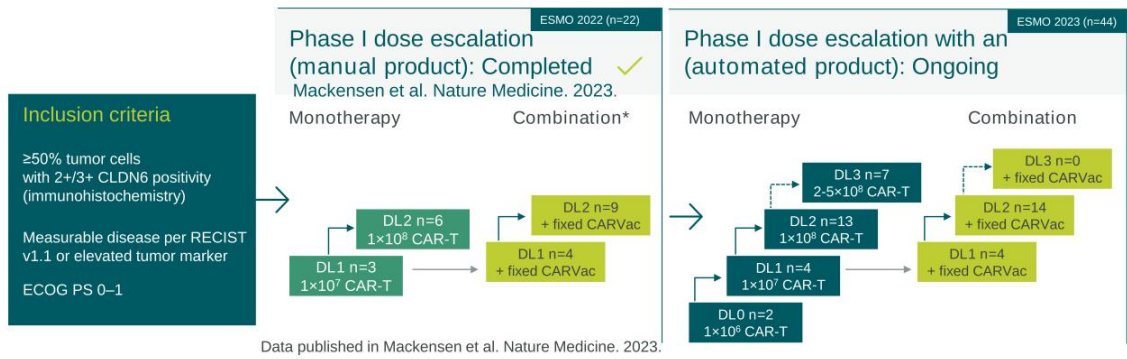 Inclusion criteria
≥50% tumor cells
with 2+/3+ CLDN6 positivity
(immunohistochemistry)
Measurable disease per RECIST
v1.1 or elevated tumor marker
ECOG PS 0–1
ESMO 2022 (n=22)
Phase I dose escalation
(manual product): Completed
Mackensen et al. Nature Medicine. 2023.
Monotherapy
Combination*
DL2 n=6
1×10⁸ CAR-T
DL1 n=3
1×10⁷ CAR-T
DL2 n=9
+ fixed CARVac
DL1 n=4
+ fixed CARVac
Data published in Mackensen et al. Nature Medicine. 2023.
ESMO 2023 (n=44)
Phase I dose escalation with an
(automated product): Ongoing
Monotherapy
Combination
DL3 n=7
2-5×10⁸ CAR-T
DL2 n=13
1×10⁸ CAR-T
DL1 n=4
1×10⁷ CAR-T
DL0 n=2
1×10⁶ CAR-T
DL3 n=0
+ fixed CARVac
DL2 n=14
+ fixed CARVac
DL1 n=4
+ fixed CARVac